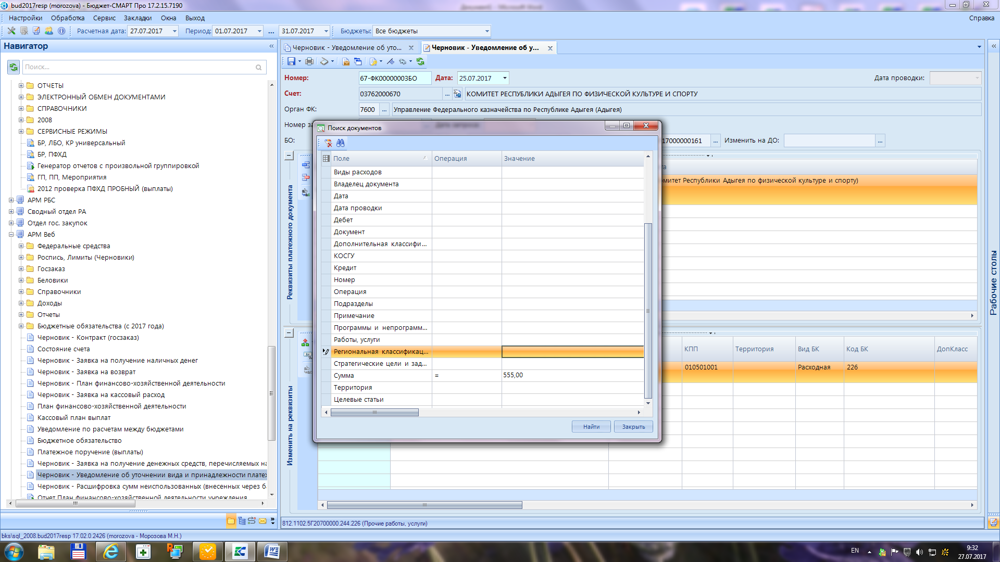 bud2017resp (morozova) - Бюджет-СМАРТ Про 17.2.15.7190
Настройки Обработка Сервис Закладки Окна Выход Справка
Расчетная дата: 27.07.2017 Период: 01.07.2017 ... 31.07.2017 Бюджеты: Все бюджеты
Навигатор
Поиск...
ОТЧЕТЫ
ЭЛЕКТРОННЫЙ ОБМЕН ДОКУМЕНТАМИ
СПРАВОЧНИКИ
2008
СЕРВИСНЫЕ РЕЖИМЫ
БР, ЛБО, КР универсальный
БР, ПФХД
Генератор отчетов с произвольной группировкой
ГП, ПП, Мероприятия
2012 проверка ПФХД ПРОБНЫЙ (выплаты)
АРМ РБС
Сводный отдел РА
Отдел гос. закупок
АРМ Веб
Федеральные средства
Роспись, Лимиты (Черновики)
Госзаказ
Беловики
Справочники
Доходы
Отчеты
Бюджетные обязательства (с 2017 года)
Черновик - Контракт (госзаказ)
Состояние счета
Черновик - Заявка на получение наличных денег
Черновик - Заявка на возврат
Черновик - План финансово-хозяйственной деятельности
Черновик - Заявка на кассовый расход
План финансово-хозяйственной деятельности
Кассовый план выплат
Уведомление по расчетам между бюджетами
Бюджетное обязательство
Платежное поручение (выплаты)
Черновик - Заявка на получение денежных средств, перечисляемых на
Черновик - Уведомление об уточнении вида и принадлежности плате
Черновик - Расшифровка сумм неиспользованных (внесенных через б
Отчет План финансово-хозяйственной деятельности учреждения
Черновик - Уведомление об уто...
Черновик - Уведомление об у...
Номер: 67-ФК00000003БО Дата: 25.07.2017 Дата проводки:
Счет: 03762000670 ... КОМИТЕТ РЕСПУБЛИКИ АДЫГЕЯ ПО ФИЗИЧЕСКОЙ КУЛЬТУРЕ И СПОРТУ
Орган ФК: 7600 ... Управление Федерального казначейства по Республике Адыгея (Адыгея)
Номер за
БО: 17000000161 ... Изменить на ДО: ...
Реквизиты платежного документа
та
митет Республики Адыгея по физической культуре и спорту)
Поиск документов
Поле Операция Значение
Виды расходов
Владелец документа
Дата
Дата проводки
Дебет
Документ
Дополнительная классифи...
КОСГУ
Кредит
Номер
Операция
Подразделы
Примечание
Программы и непрограмм...
Работы, услуги
Региональная классификац...
Стратегические цели и зад...
Сумма = 555,00
Территория
Целевые статьи
Найти Закрыть
Изменить на реквизиты
КПП Территория Вид БК Код БК ДопКласс
010501001 Расходная 226
Рабочие столы
812.1102.5Г20700000.244.226 (Прочие работы, услуги)
bks\sql_2008.bud2017resp 17.02.0.2426 (morozova - Морозова М.Н.)
EN
9:32
27.07.2017